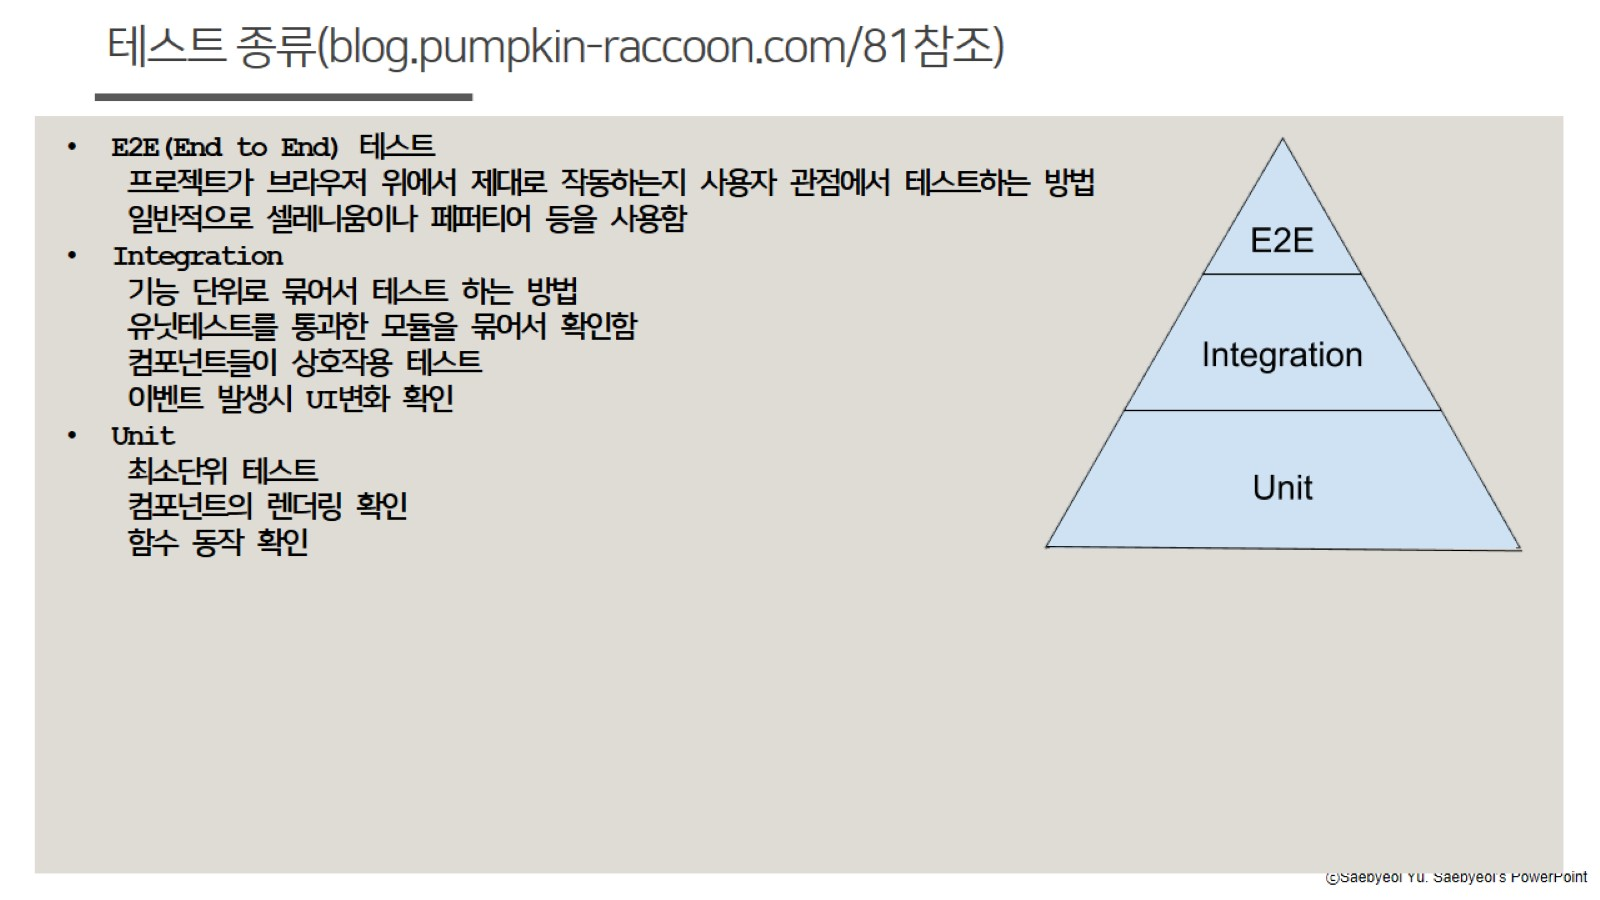 테스트 종류(blog.pumpkin-raccoon.com/81참조)
• E2E(End to End) 테스트
프로젝트가 브라우저 위에서 제대로 작동하는지 사용자 관점에서 테스트하는 방법
일반적으로 셀레니움이나 페퍼티어 등을 사용함
• Integration
기능 단위로 묶어서 테스트 하는 방법
유닛테스트를 통과한 모듈을 묶어서 확인함
컴포넌트들이 상호작용 테스트
이벤트 발생시 UI변화 확인
• Unit
최소단위 테스트
컴포넌트의 렌더링 확인
함수 동작 확인
E2E
Integration
Unit
ⓒSaebyeol Yu. Saebyeol's PowerPoint